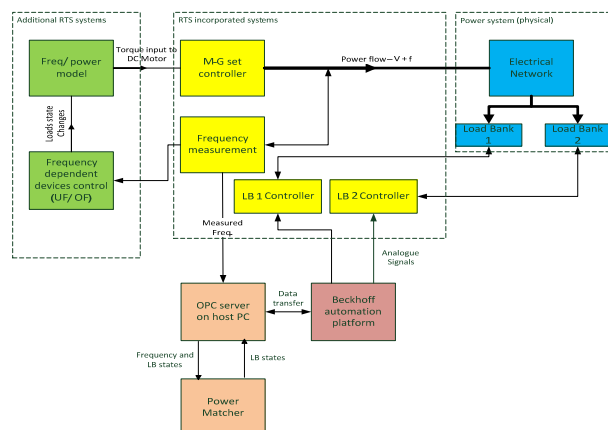 Additional RTS systems
RTS incorporated systems
Power system (physical)
Freq/ power
model
Torque input to
DC Motor
M-G set
controller
Power flow– V + f
Electrical
Network
Loads state
Changes
Frequency
measurement
Load Bank
1
Load Bank
2
Frequency
dependent
devices control
(UF/ OF)
LB 1 Controller
LB 2 Controller
Measured
Freq.
Analogue
Signals
OPC server
on host PC
Data
transfer
Beckhoff
automation
platform
Frequency and
LB states
LB states
Power
Matcher